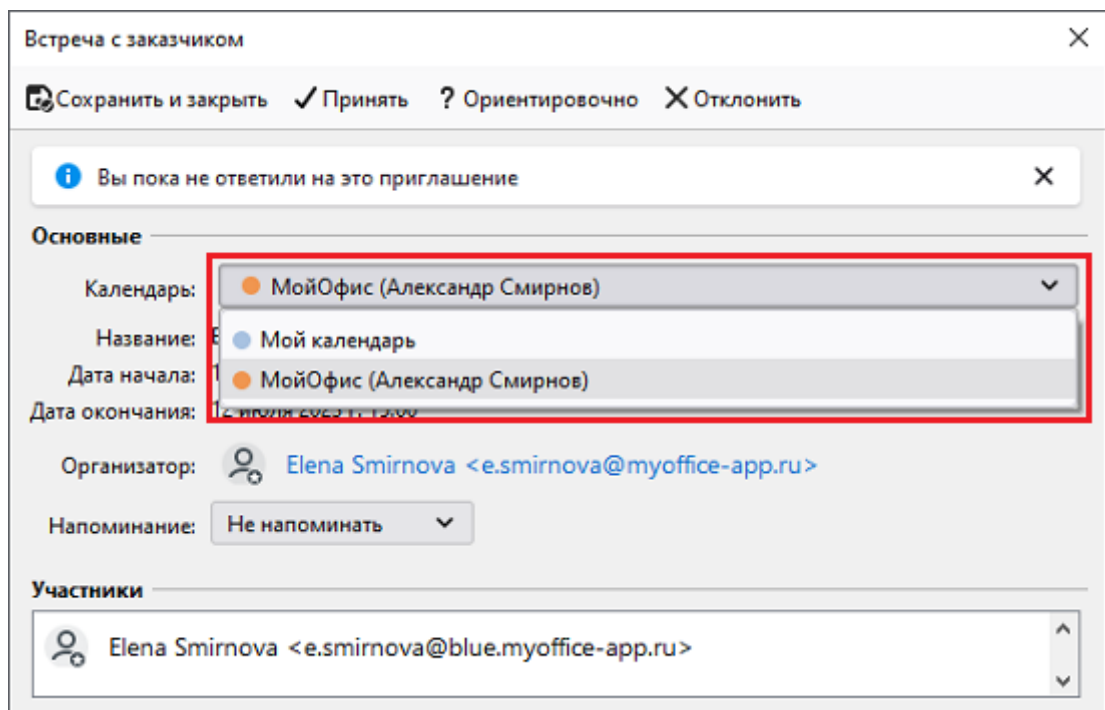 Встреча с заказчиком
Сохранить и закрыть Принять ? Ориентировочно Отклонить
Вы пока не ответили на это приглашение
Основные
Календарь: МойОфис (Александр Смирнов)
Название: Мой календарь
Дата начала: МойОфис (Александр Смирнов)
Дата окончания: 12 июля
Организатор: Elena Smirnova <e.smirnova@myoffice-app.ru>
Напоминание: Не напоминать
Участники
Elena Smirnova <e.smirnova@blue.myoffice-app.ru>